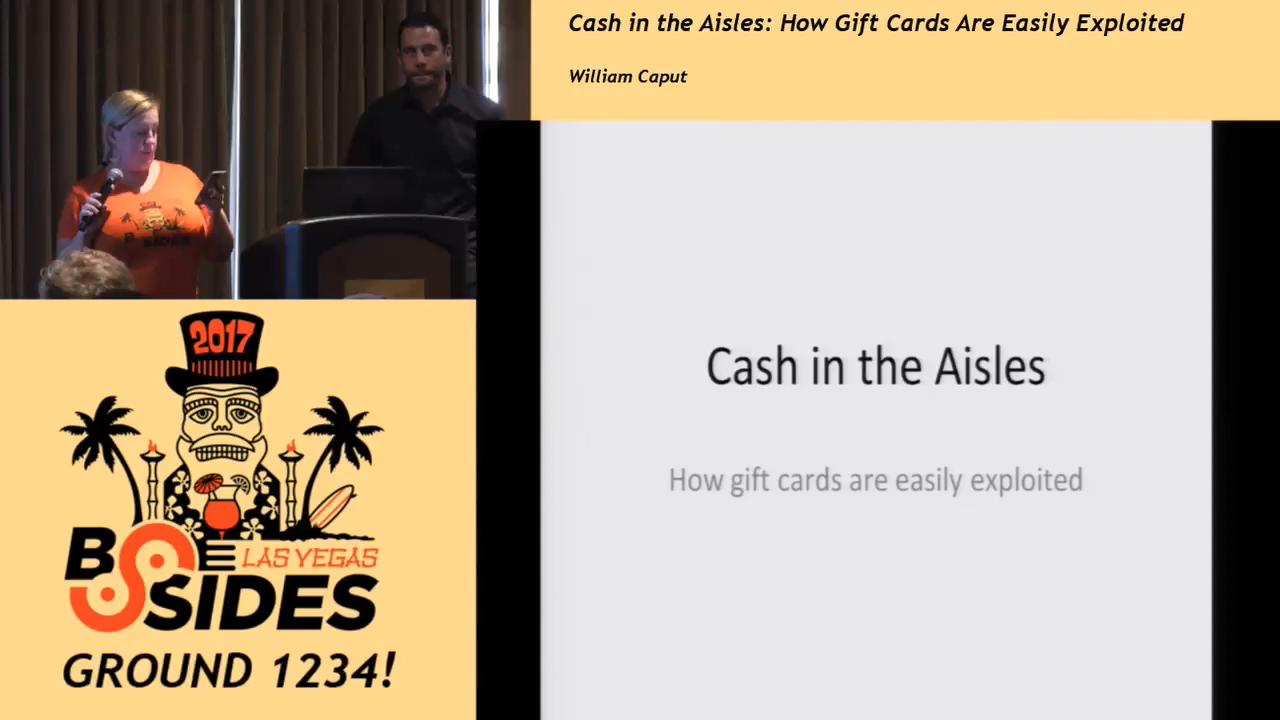 Cash in the Aisles: How Gift Cards Are Easily Exploited
William Caput
BSIDES
Cash in the Aisles
How gift cards are easily exploited
2017
BSIDES
LAS VEGAS
GROUND 1234!